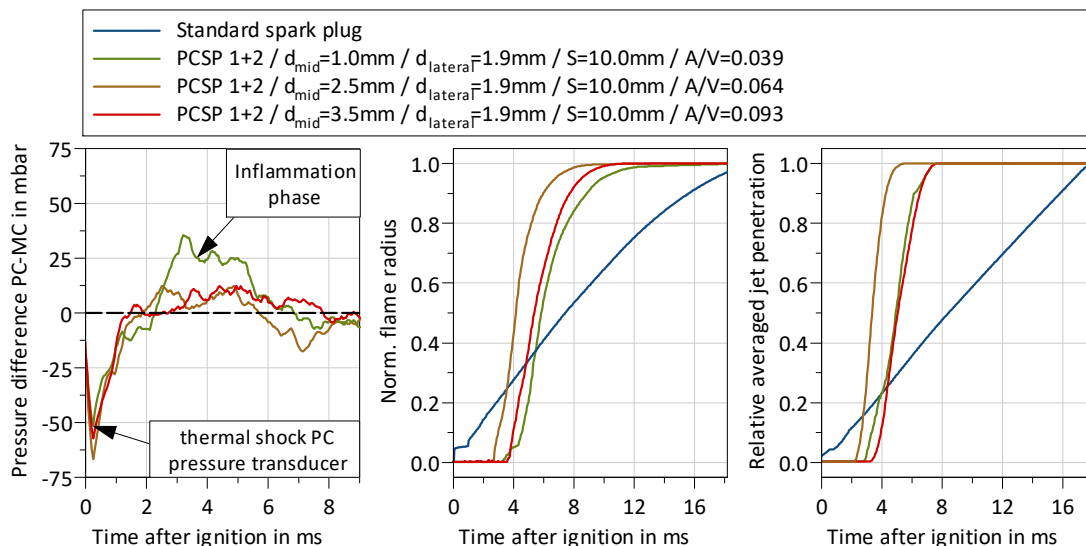 Standard spark plug
PCSP 1+2 / dmid=1.0mm / dlateral=1.9mm / S=10.0mm / A/V=0.039
PCSP 1+2 / dmid=2.5mm / dlateral=1.9mm / S=10.0mm / A/V=0.064
PCSP 1+2 / dmid=3.5mm / dlateral=1.9mm / S=10.0mm / A/V=0.093
Pressure difference PC-MC in mbar
75
50
25
0
-25
-50
-75
Inflammation
phase
thermal shock PC
pressure transducer
0 2 4 6 8
Time after ignition in ms
Norm. flame radius
1.0
0.8
0.6
0.4
0.2
0.0
0 4 8 12 16
Time after ignition in ms
Relative averaged jet penetration
1.0
0.8
0.6
0.4
0.2
0.0
0 4 8 12 16
Time after ignition in ms